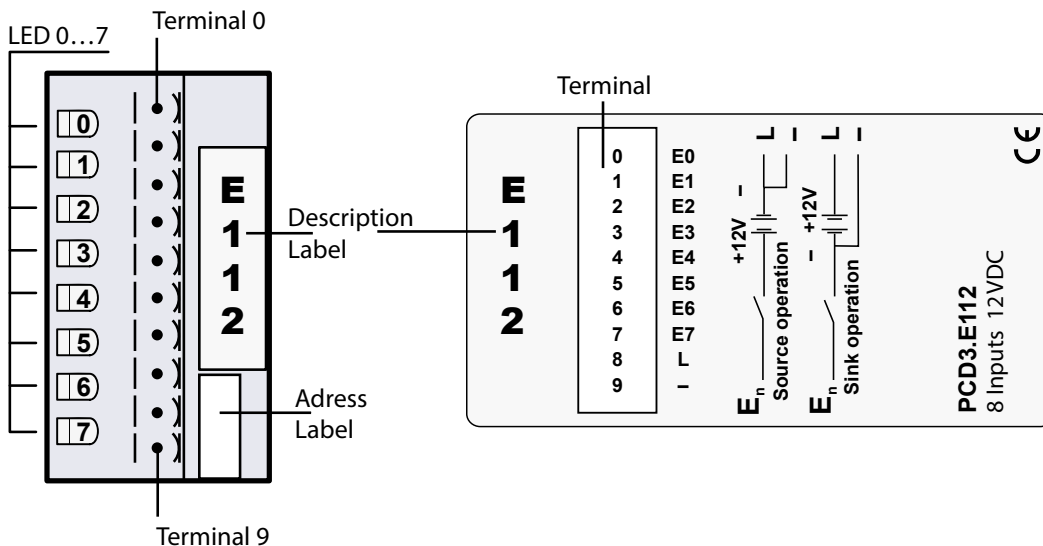 Terminal 0
LED 0…7
0
1
2
3
4
5
6
7
E
1
1
2
Description
Label
Adress
Label
Terminal 9
Terminal
E
1
1
2
0 E0
1 E1
2 E2
3 E3
4 E4
5 E5
6 E6
7 E7
8 L
9 –
En
+12V –
L
–
Source operation
En
– +12V
L
–
Sink operation
PCD3.E112
8 Inputs 12VDC
CE